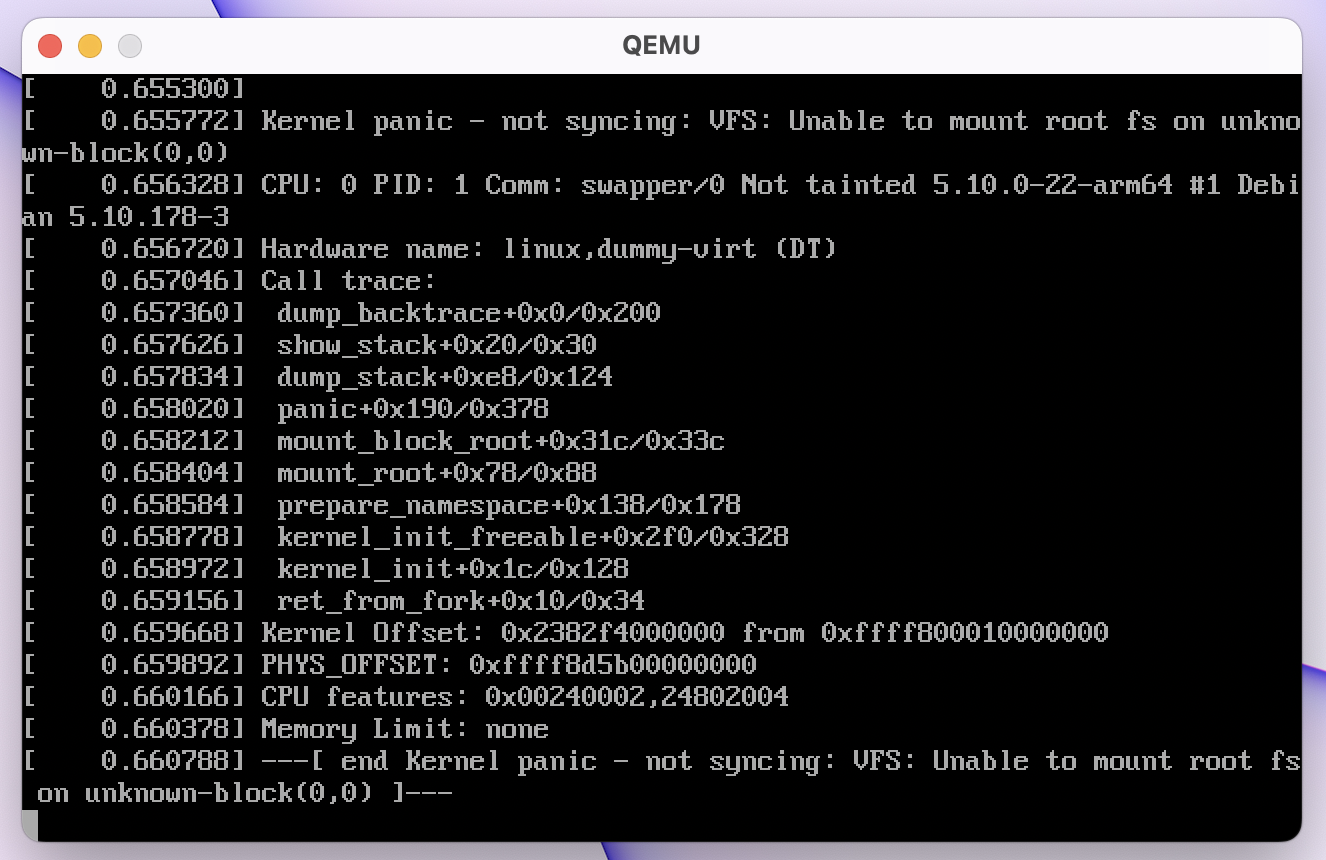 QEMU
[    0.655300]
[    0.655772] Kernel panic - not syncing: VFS: Unable to mount root fs on unkno
wn-block(0,0)
[    0.656328] CPU: 0 PID: 1 Comm: swapper/0 Not tainted 5.10.0-22-arm64 #1 Debi
an 5.10.178-3
[    0.656720] Hardware name: linux,dummy-virt (DT)
[    0.657046] Call trace:
[    0.657360]  dump_backtrace+0x0/0x200
[    0.657626]  show_stack+0x20/0x30
[    0.657834]  dump_stack+0xe8/0x124
[    0.658020]  panic+0x190/0x378
[    0.658212]  mount_block_root+0x31c/0x33c
[    0.658404]  mount_root+0x78/0x88
[    0.658584]  prepare_namespace+0x138/0x178
[    0.658778]  kernel_init_freeable+0x2f0/0x328
[    0.658972]  kernel_init+0x1c/0x128
[    0.659156]  ret_from_fork+0x10/0x34
[    0.659668] Kernel Offset: 0x2382f4000000 from 0xffff800010000000
[    0.659892] PHYS_OFFSET: 0xffff8d5b00000000
[    0.660166] CPU features: 0x00240002,24802004
[    0.660378] Memory Limit: none
[    0.660788] ---[ end Kernel panic - not syncing: VFS: Unable to mount root fs
 on unknown-block(0,0) ]---